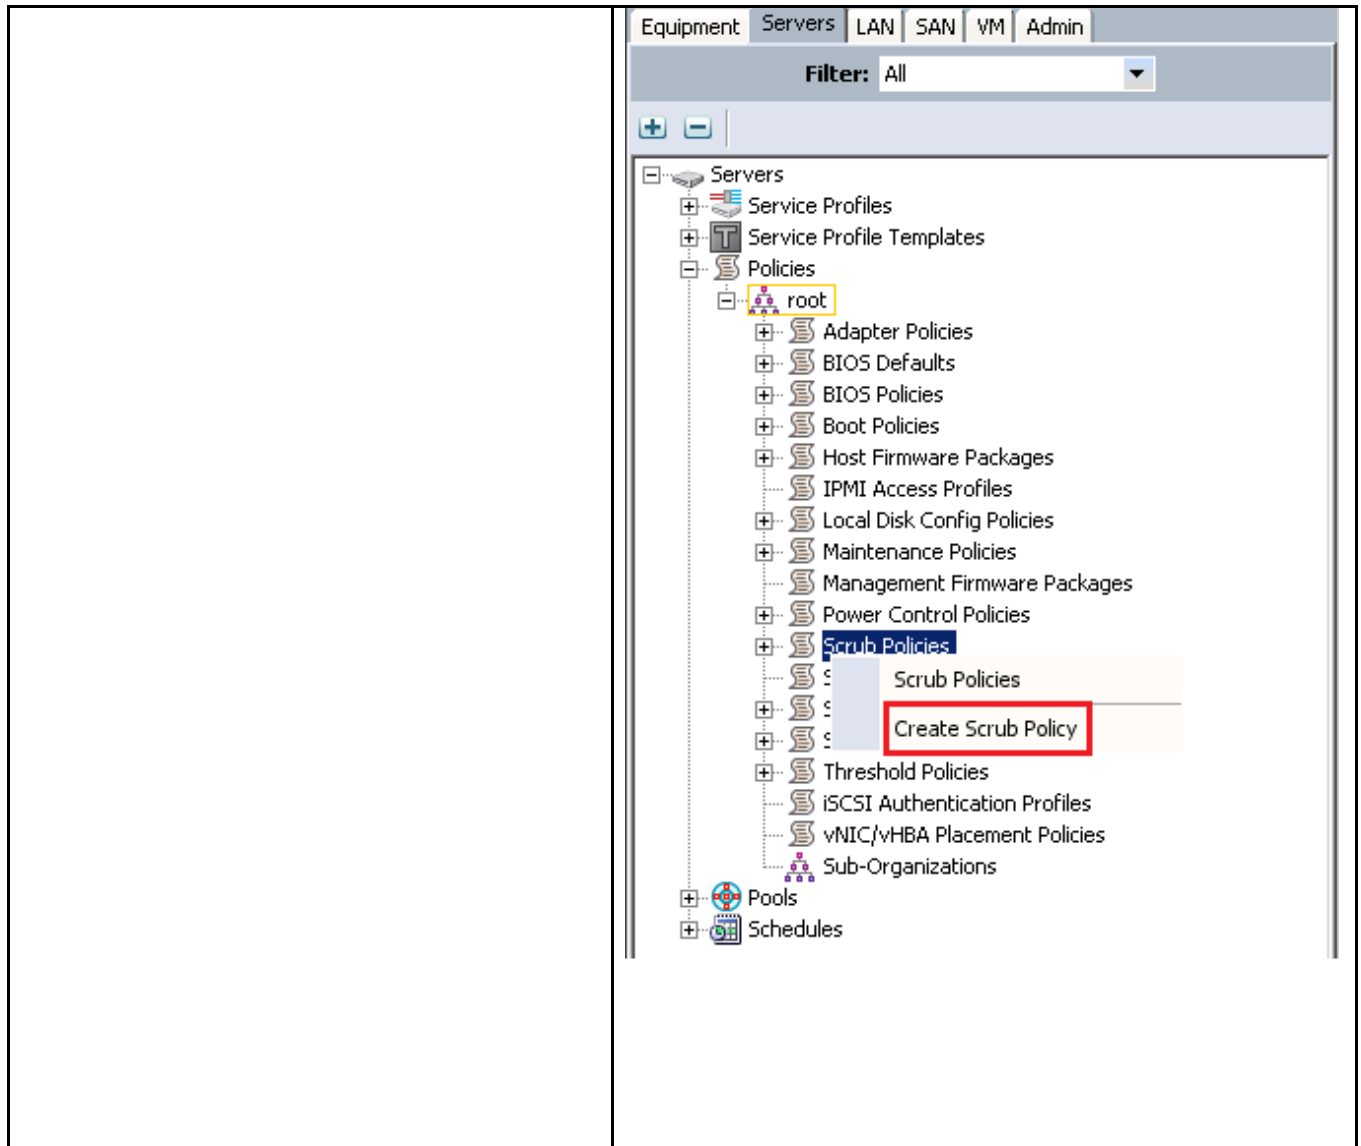 Equipment Servers LAN SAN VM Admin
Filter: All
Servers
Service Profiles
Service Profile Templates
Policies
root
Adapter Policies
BIOS Defaults
BIOS Policies
Boot Policies
Host Firmware Packages
IPMI Access Profiles
Local Disk Config Policies
Maintenance Policies
Management Firmware Packages
Power Control Policies
Scrub Policies
Scrub Policies
Create Scrub Policy
Threshold Policies
iSCSI Authentication Profiles
vNIC/vHBA Placement Policies
Sub-Organizations
Pools
Schedules